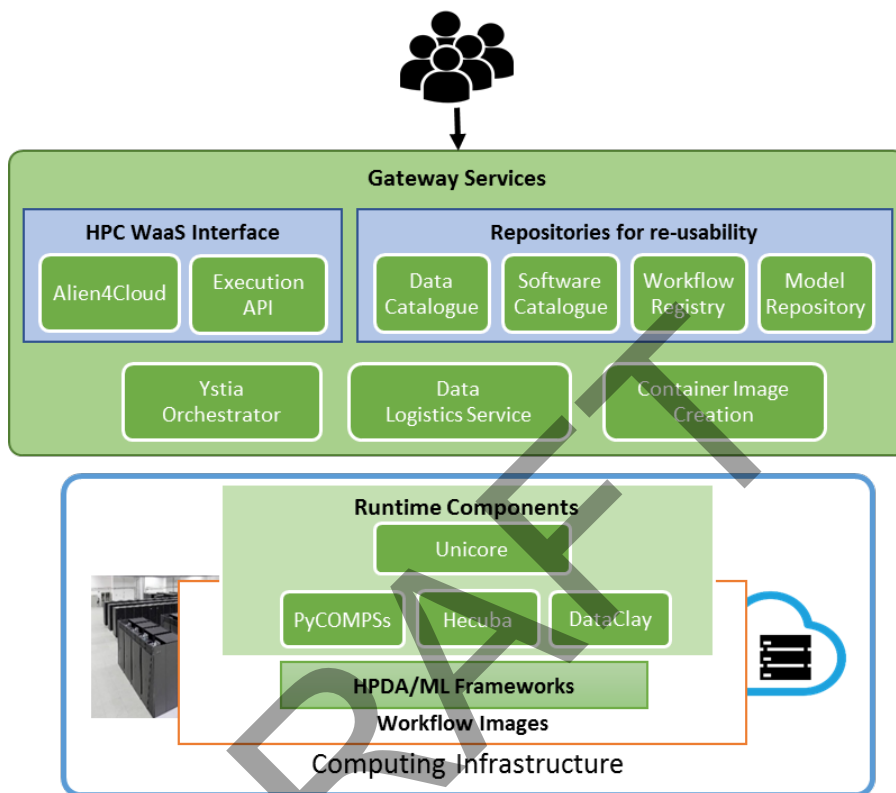 Gateway Services
HPC WaaS Interface
Repositories for re-usability
Alien4Cloud
Execution
API
Data
Catalogue
Software
Catalogue
Workflow
Registry
Model
Repository
Ystia
Orchestrator
Data
Logistics Service
Container Image
Creation
Runtime Components
Unicore
PyCOMPSs
Hecuba
DataClay
HPDA/ML Frameworks
Workflow Images
Computing Infrastructure
RAFT